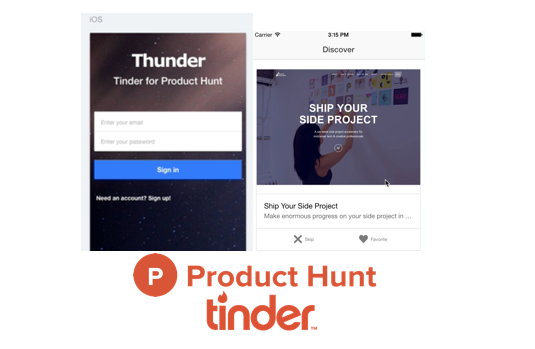 iOS
Thunder
Tinder for Product Hunt
Enter your email
Enter your password
Sign in
Need an account? Sign up!
Carrier
3:15 PM
Discover
SHIP YOUR
SIDE PROJECT
Ship Your Side Project
Make enormous progress on your side project in ...
Skip
Favorite
P Product Hunt
tinder™